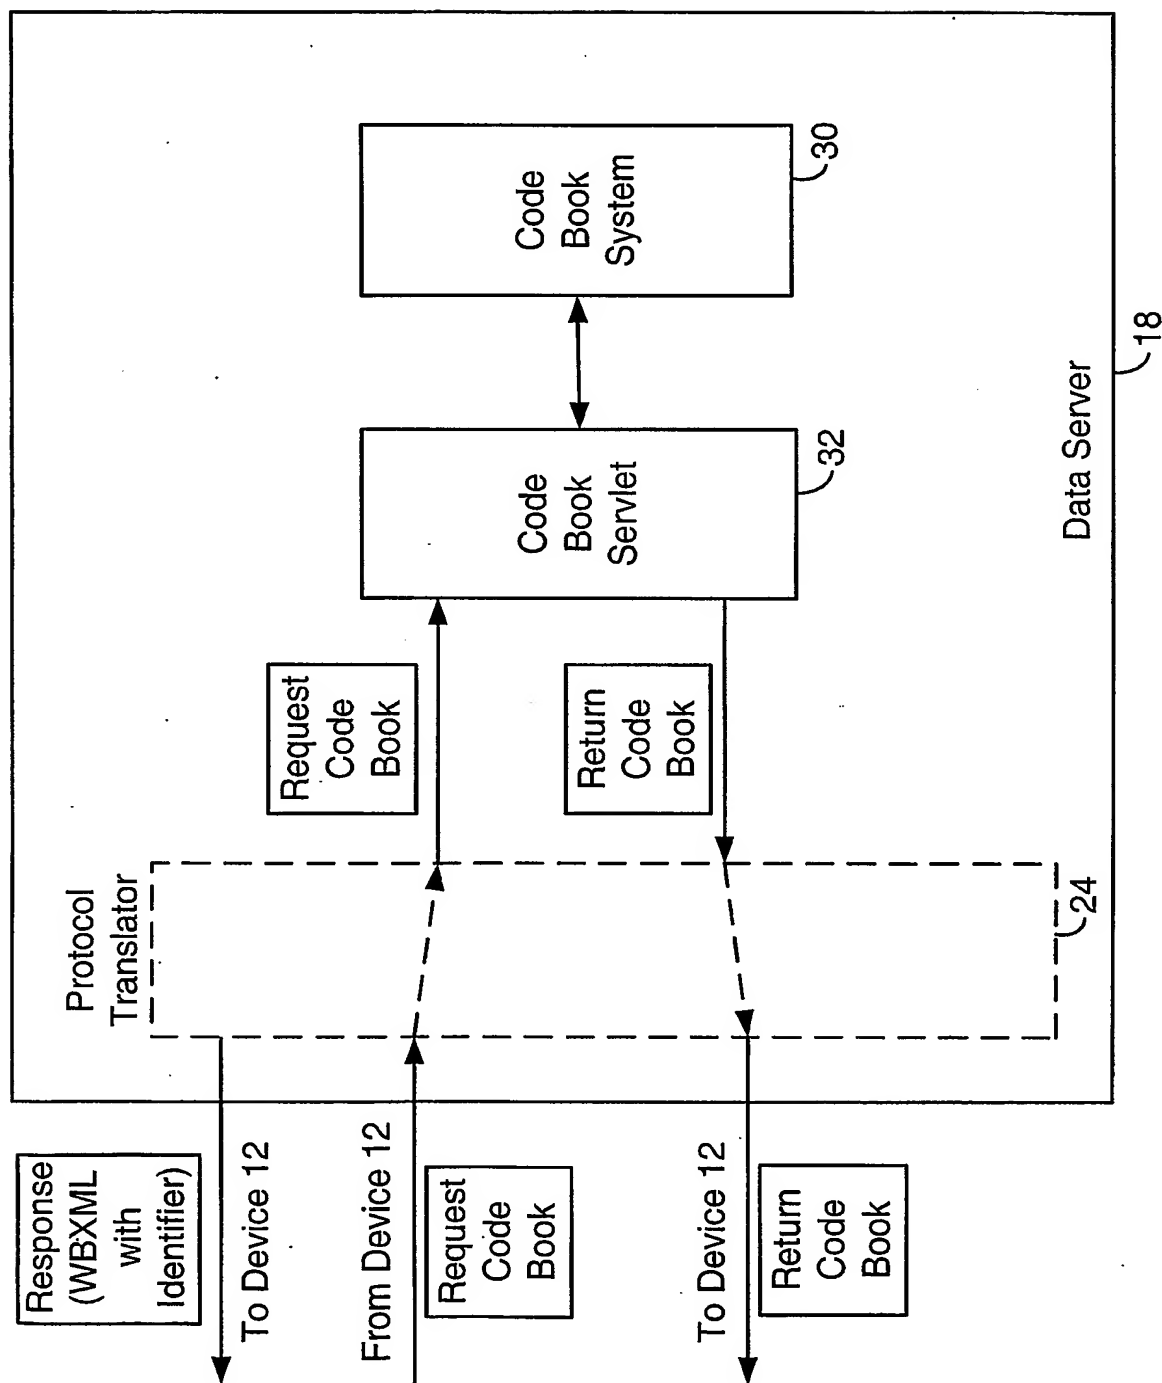 Response
(WBXML
with
Identifier)
To Device 12
From Device 12
Request
Code
Book
To Device 12
Return
Code
Book
Protocol
Translator
24
Request
Code
Book
Return
Code
Book
Code
Book
Servlet
32
Code
Book
System
30
Data Server
18